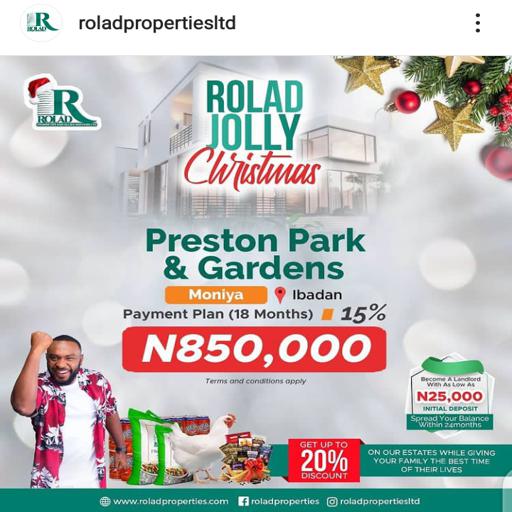 roladpropertiesltd
ROLAD
ROLAD
JOLLY
Christmas
Preston Park
& Gardens
Moniya
Ibadan
Payment Plan (18 Months) 15%
N850,000
Terms and conditions apply
Become A Landlord
With As Low As
N25,000
INITIAL DEPOSIT
Spread Your Balance
Within 24months
GET UP TO
20%
DISCOUNT
ON OUR ESTATES WHILE GIVING
YOUR FAMILY THE BEST TIME
OF THEIR LIVES
www.roladproperties.com roladproperties roladpropertiesltd